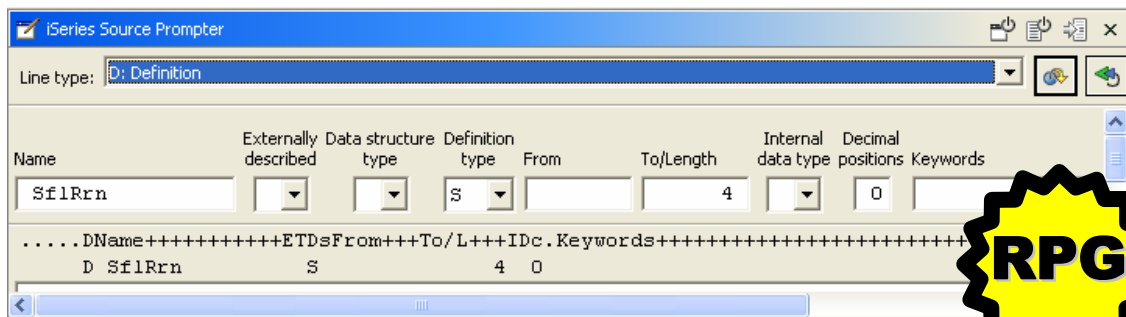 iSeries Source Prompter
Line type: D: Definition
Name Externally described Data structure type Definition type From To/Length Internal data type Decimal positions Keywords
SflRrn S 4 0
.....DName+++++++++++ETDsFrom+++To/L+++IDc.Keywords+++++++++++++++++++++++++
D SflRrn S 4 0
RPG